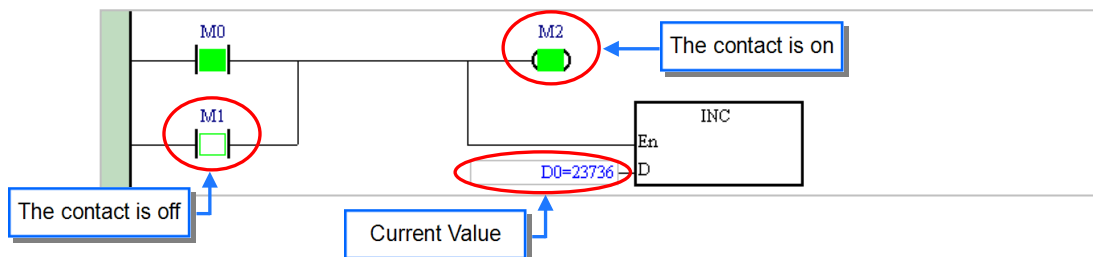 M0
M2
The contact is on
M1
INC
En
D0=23736
D
The contact is off
Current Value